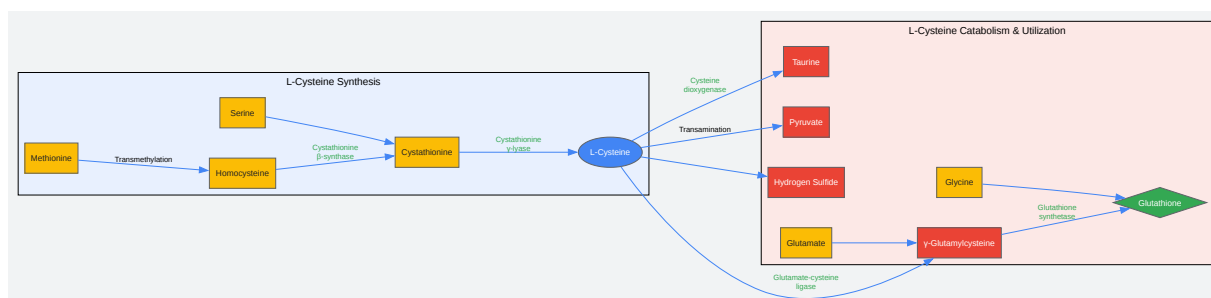 L-Cysteine Synthesis
Serine
Methionine
Transmethylation
Homocysteine
Cystathionine
β-synthase
Cystathionine
Cystathionine
γ-lyase
L-Cysteine
L-Cysteine Catabolism & Utilization
Cysteine
dioxygenase
Taurine
Transamination
Pyruvate
Hydrogen Sulfide
Glycine
Glutathione
synthetase
Glutathione
Glutamate
γ-Glutamylcysteine
Glutamate-cysteine
ligase